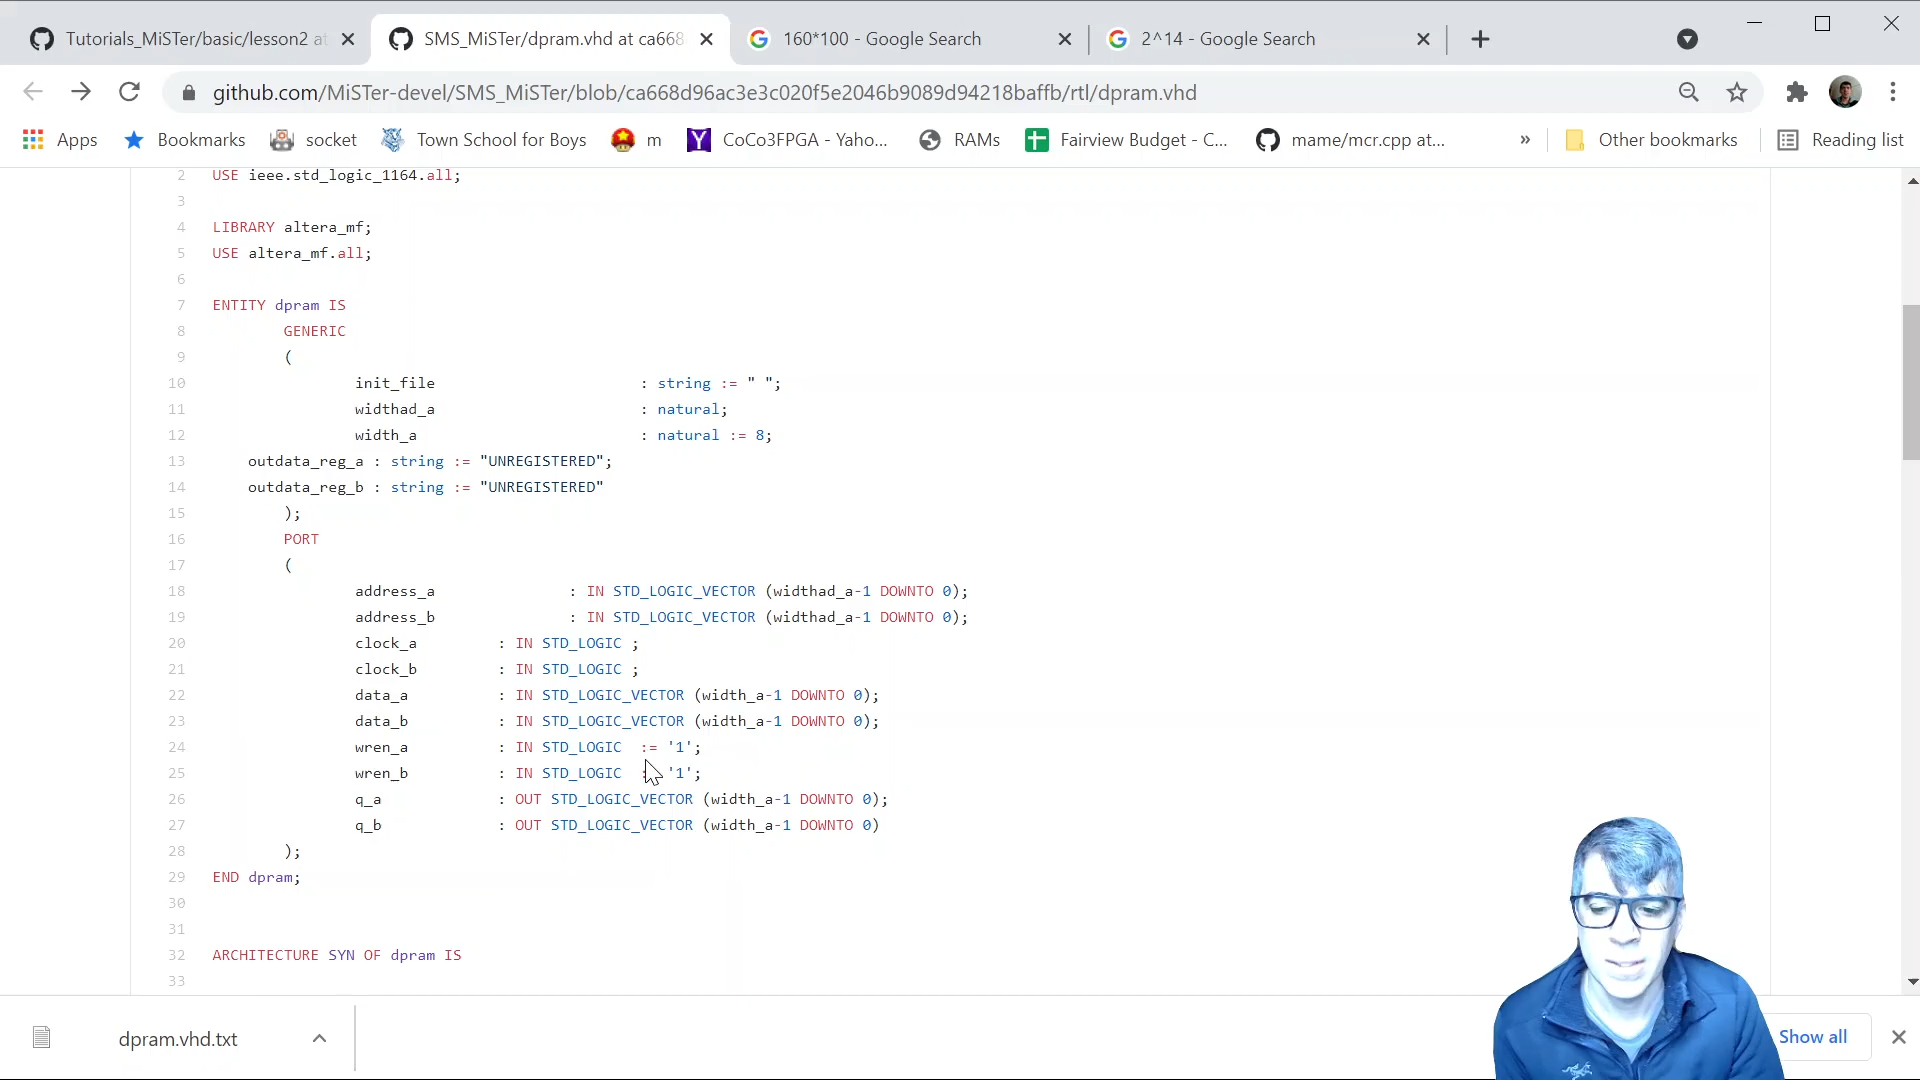 Tutorials_MiSTer/basic/lesson2 at
SMS_MiSTer/dpram.vhd at ca668
160*100 - Google Search
2^14 - Google Search
github.com/MiSTer-devel/SMS_MiSTer/blob/ca668d96ac3e3c020f5e2046b9089d94218baffb/rtl/dpram.vhd
Apps Bookmarks socket Town School for Boys m CoCo3FPGA - Yaho... RAMs Fairview Budget - C... mame/mcr.cpp at... » Other bookmarks Reading list
2 USE ieee.std_logic_1164.all;
3
4 LIBRARY altera_mf;
5 USE altera_mf.all;
6
7 ENTITY dpram IS
8 GENERIC
9 (
10 init_file : string := " ";
11 widthad_a : natural;
12 width_a : natural := 8;
13 outdata_reg_a : string := "UNREGISTERED";
14 outdata_reg_b : string := "UNREGISTERED"
15 );
16 PORT
17 (
18 address_a : IN STD_LOGIC_VECTOR (widthad_a-1 DOWNTO 0);
19 address_b : IN STD_LOGIC_VECTOR (widthad_a-1 DOWNTO 0);
20 clock_a : IN STD_LOGIC ;
21 clock_b : IN STD_LOGIC ;
22 data_a : IN STD_LOGIC_VECTOR (width_a-1 DOWNTO 0);
23 data_b : IN STD_LOGIC_VECTOR (width_a-1 DOWNTO 0);
24 wren_a : IN STD_LOGIC := '1';
25 wren_b : IN STD_LOGIC := '1';
26 q_a : OUT STD_LOGIC_VECTOR (width_a-1 DOWNTO 0);
27 q_b : OUT STD_LOGIC_VECTOR (width_a-1 DOWNTO 0)
28 );
29 END dpram;
30
31
32 ARCHITECTURE SYN OF dpram IS
33
dpram.vhd.txt
Show all